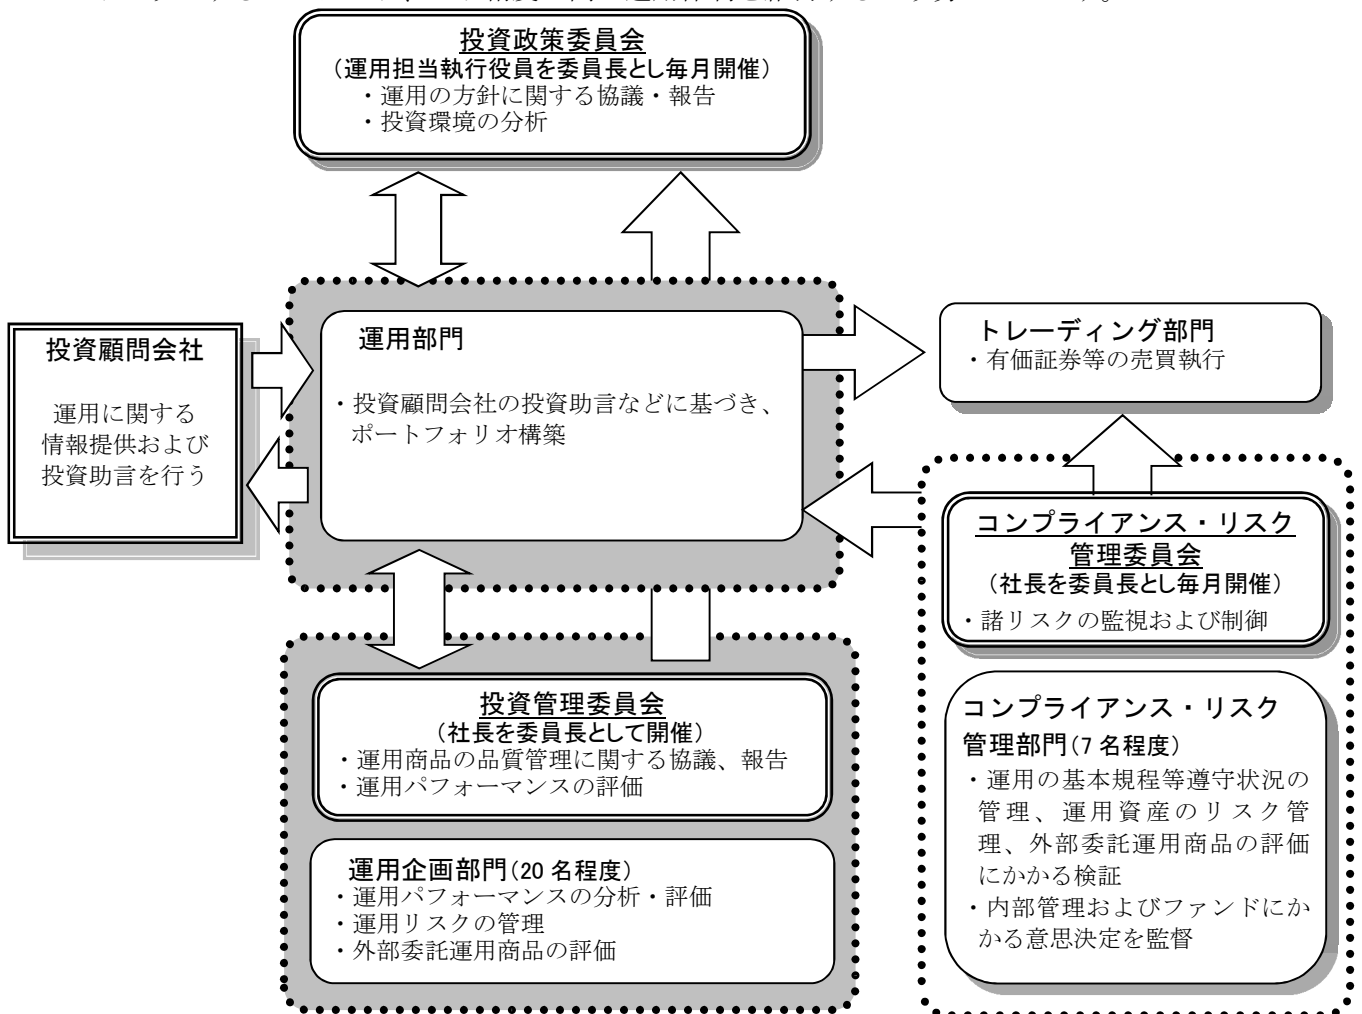 投資政策委員会
（運用担当執行役員を委員長とし毎月開催）
・運用の方針に関する協議・報告
・投資環境の分析
投資顧問会社
運用に関する
情報提供および
投資助言を行う
運用部門
・投資顧問会社の投資助言などに基づき、
ポートフォリオ構築
トレーディング部門
・有価証券等の売買執行
コンプライアンス・リスク
管理委員会
（社長を委員長とし毎月開催）
・諸リスクの監視および制御
コンプライアンス・リスク
管理部門（7 名程度）
・運用の基本規程等遵守状況の
管理、運用資産のリスク管
理、外部委託運用商品の評価
にかかる検証
・内部管理およびファンドにか
かる意思決定を監督
投資管理委員会
（社長を委員長として開催）
・運用商品の品質管理に関する協議、報告
・運用パフォーマンスの評価
運用企画部門（20 名程度）
・運用パフォーマンスの分析・評価
・運用リスクの管理
・外部委託運用商品の評価